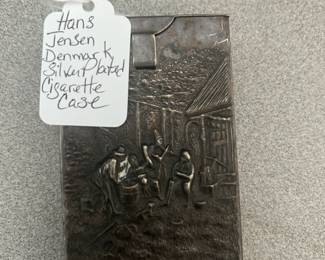 Hans
Jensen
Denmark
Silver Plated
Cigarette
Case